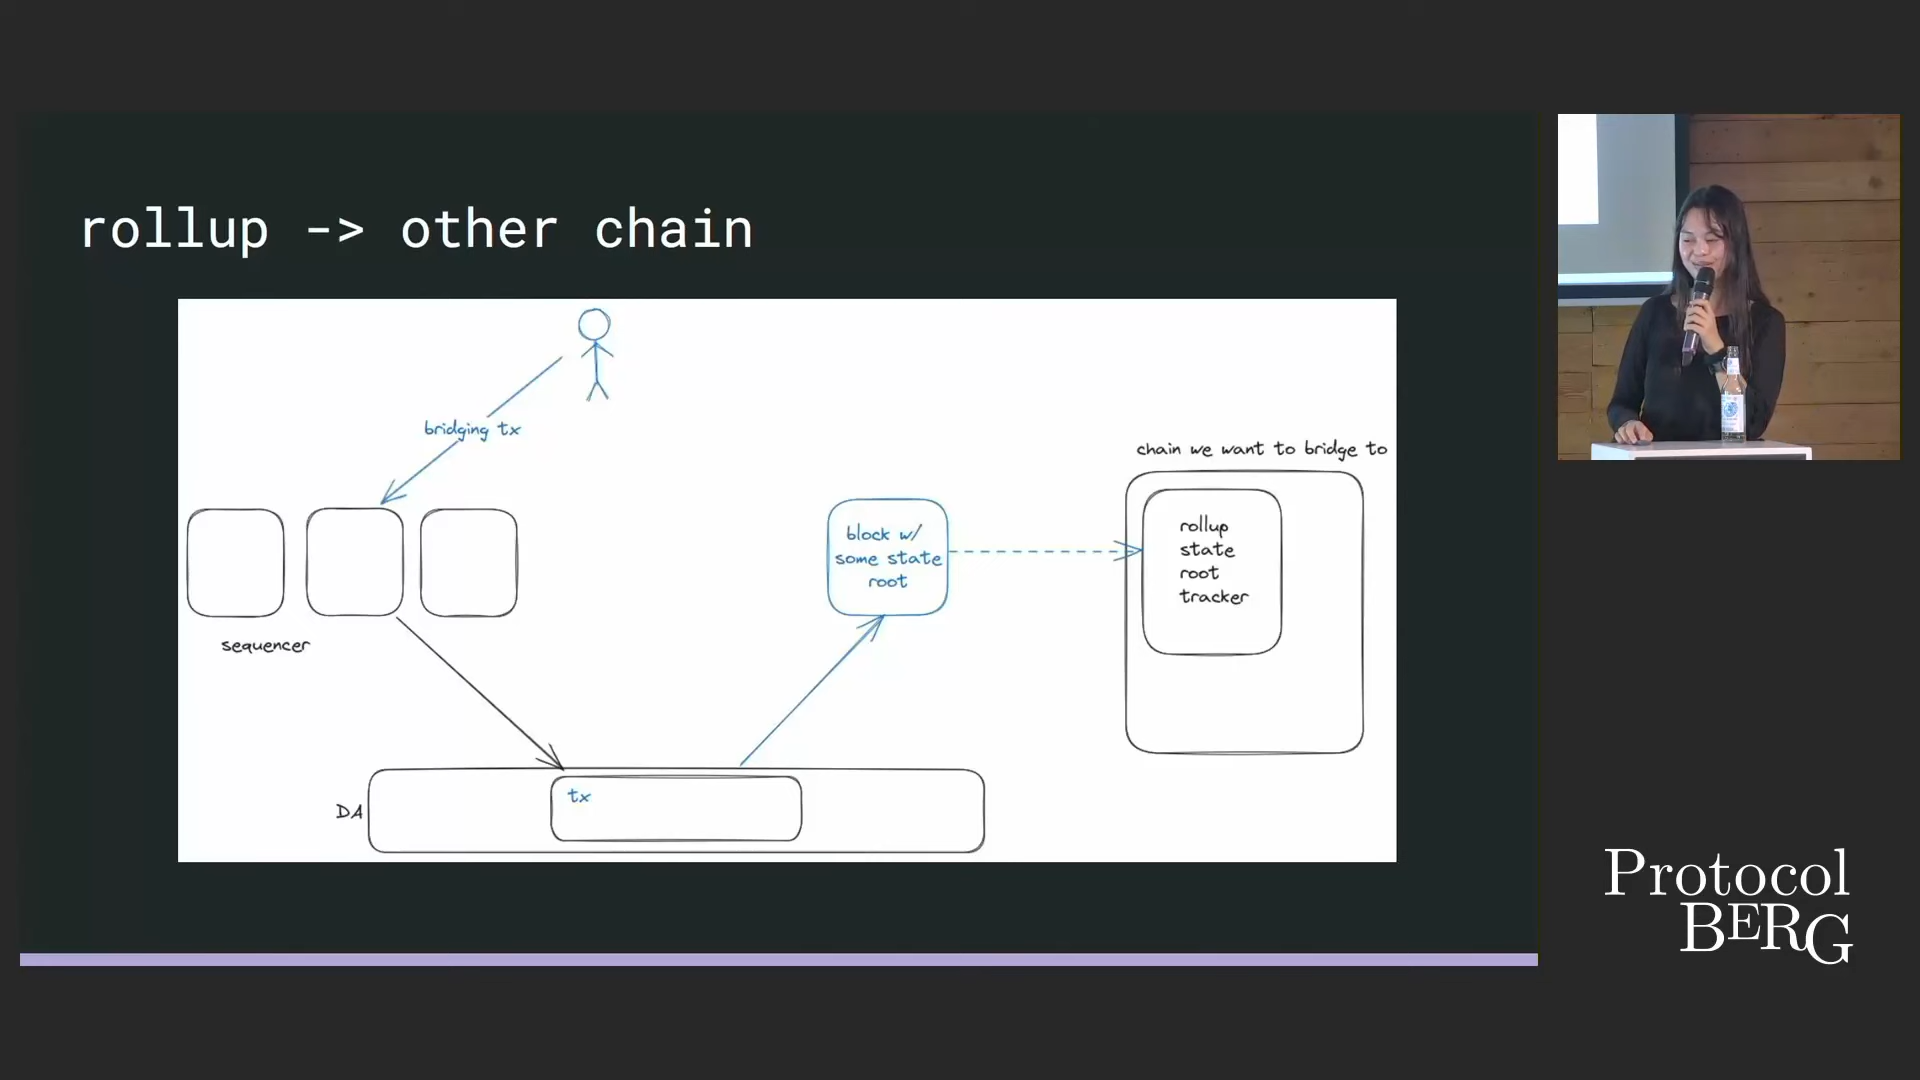 rollup -> other chain
bridging tx
chain we want to bridge to
block w/
some state
root
rollup
state
root
tracker
sequencer
DA
tx
Protocol
BERG